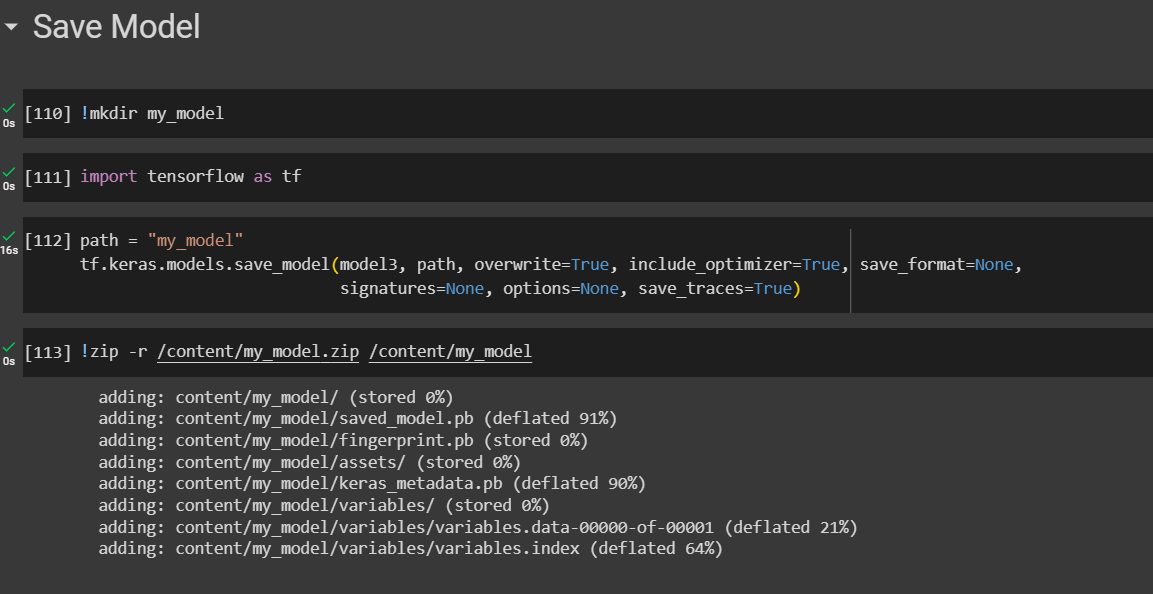 Save Model
[110] !mkdir my_model
0s
[111] import tensorflow as tf
0s
[112] path = "my_model"
16s
tf.keras.models.save_model(model3, path, overwrite=True, include_optimizer=True, save_format=None,
signatures=None, options=None, save_traces=True)
[113] !zip -r /content/my_model.zip /content/my_model
0s
adding: content/my_model/ (stored 0%)
adding: content/my_model/saved_model.pb (deflated 91%)
adding: content/my_model/fingerprint.pb (stored 0%)
adding: content/my_model/assets/ (stored 0%)
adding: content/my_model/keras_metadata.pb (deflated 90%)
adding: content/my_model/variables/ (stored 0%)
adding: content/my_model/variables/variables.data-00000-of-00001 (deflated 21%)
adding: content/my_model/variables/variables.index (deflated 64%)